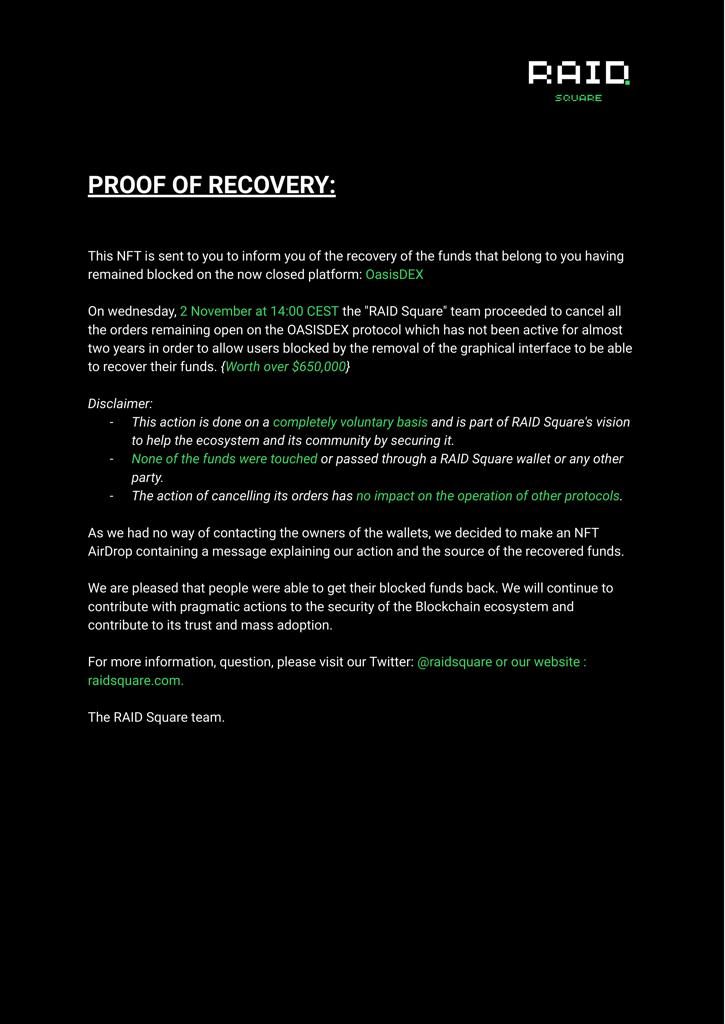 RAID
SQUARE
PROOF OF RECOVERY:
This NFT is sent to you to inform you of the recovery of the funds that belong to you having
remained blocked on the now closed platform: OasisDEX
On wednesday, 2 November at 14:00 CEST the "RAID Square" team proceeded to cancel all
the orders remaining open on the OASISDEX protocol which has not been active for almost
two years in order to allow users blocked by the removal of the graphical interface to be able
to recover their funds. {Worth over $650,000}
Disclaimer:
- This action is done on a completely voluntary basis and is part of RAID Square's vision
to help the ecosystem and its community by securing it.
- None of the funds were touched or passed through a RAID Square wallet or any other
party.
- The action of cancelling its orders has no impact on the operation of other protocols.
As we had no way of contacting the owners of the wallets, we decided to make an NFT
AirDrop containing a message explaining our action and the source of the recovered funds.
We are pleased that people were able to get their blocked funds back. We will continue to
contribute with pragmatic actions to the security of the Blockchain ecosystem and
contribute to its trust and mass adoption.
For more information, question, please visit our Twitter: @raidsquare or our website :
raidsquare.com.
The RAID Square team.